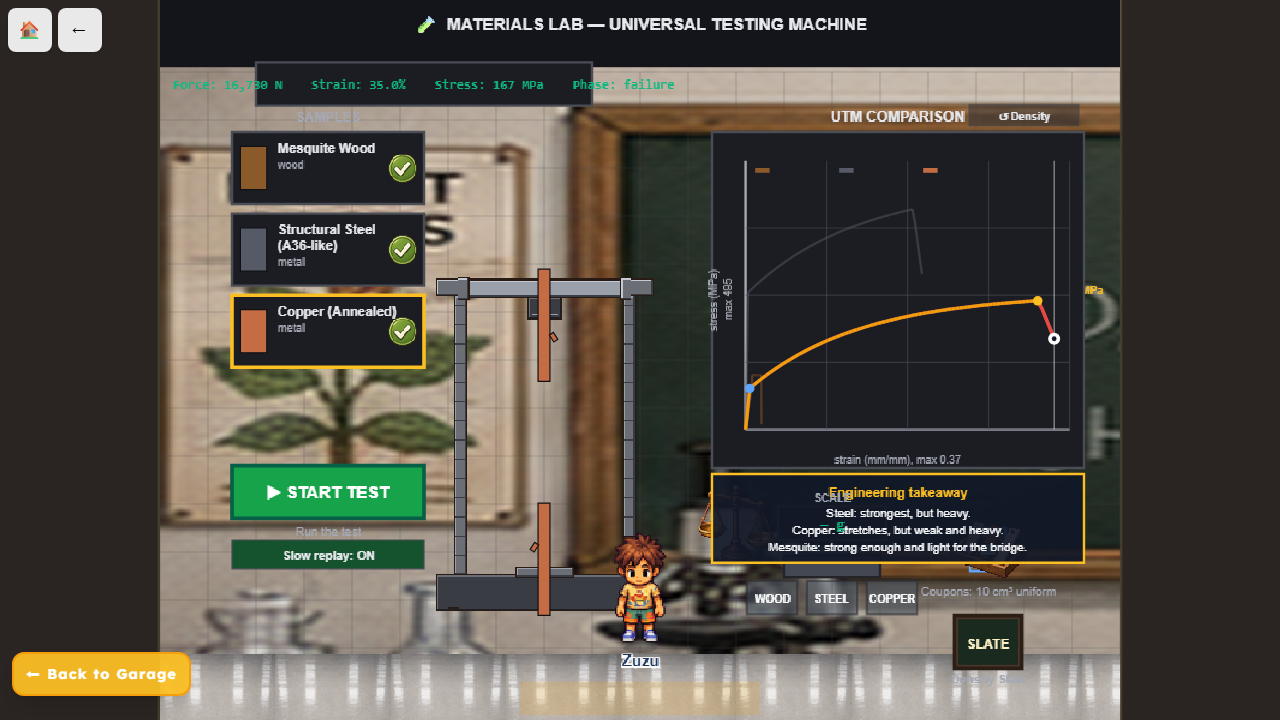 MATERIALS LAB — UNIVERSAL TESTING MACHINE
Force: 16,730 N Strain: 35.0% Stress: 167 MPa Phase: failure
SAMPLES
UTM COMPARISON
↺ Density
Mesquite Wood
wood
Structural Steel
(A36-like)
metal
Copper (Annealed)
metal
▶ START TEST
Run the test
Slow replay: ON
stress (MPa)
max 485
MPa
strain (mm/mm), max 0.37
SCALE
Engineering takeaway
Steel: strongest, but heavy.
Copper: stretches, but weak and heavy.
Mesquite: strong enough and light for the bridge.
WOOD
STEEL
COPPER
Coupons: 10 cm³ uniform
SLATE
Zuzu
← Back to Garage